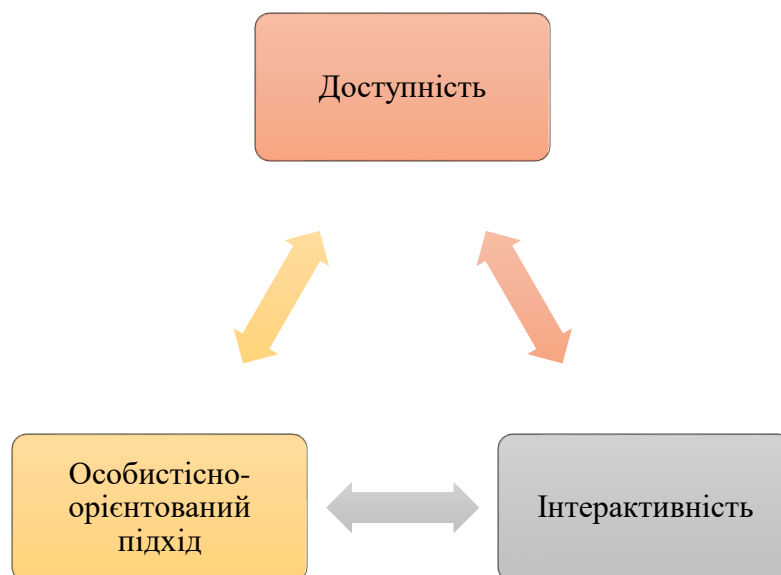 Доступність
Особистісно-
орієнтований
підхід
Інтерактивність